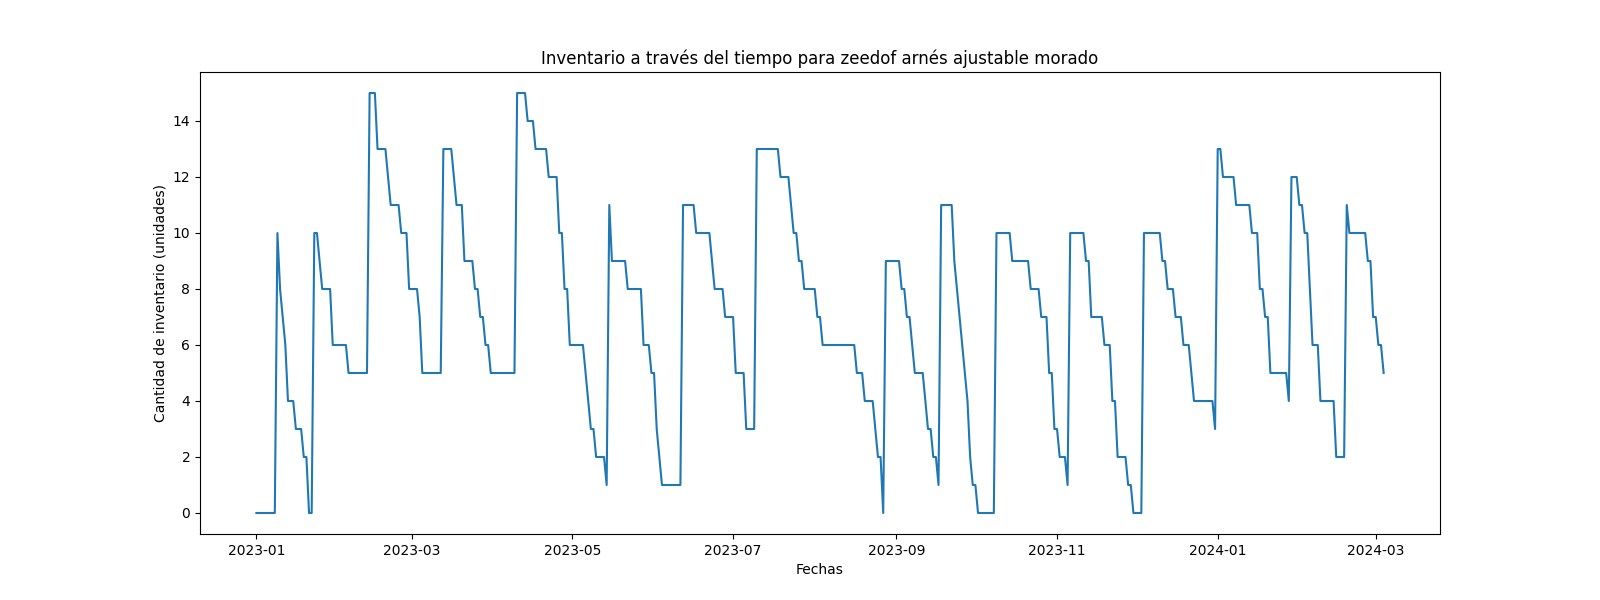 Inventario a través del tiempo para zeedof arnés ajustable morado
Cantidad de inventario (unidades)
14
12
10
8
6
4
2
0
2023-01 2023-03 2023-05 2023-07 2023-09 2023-11 2024-01 2024-03
Fechas